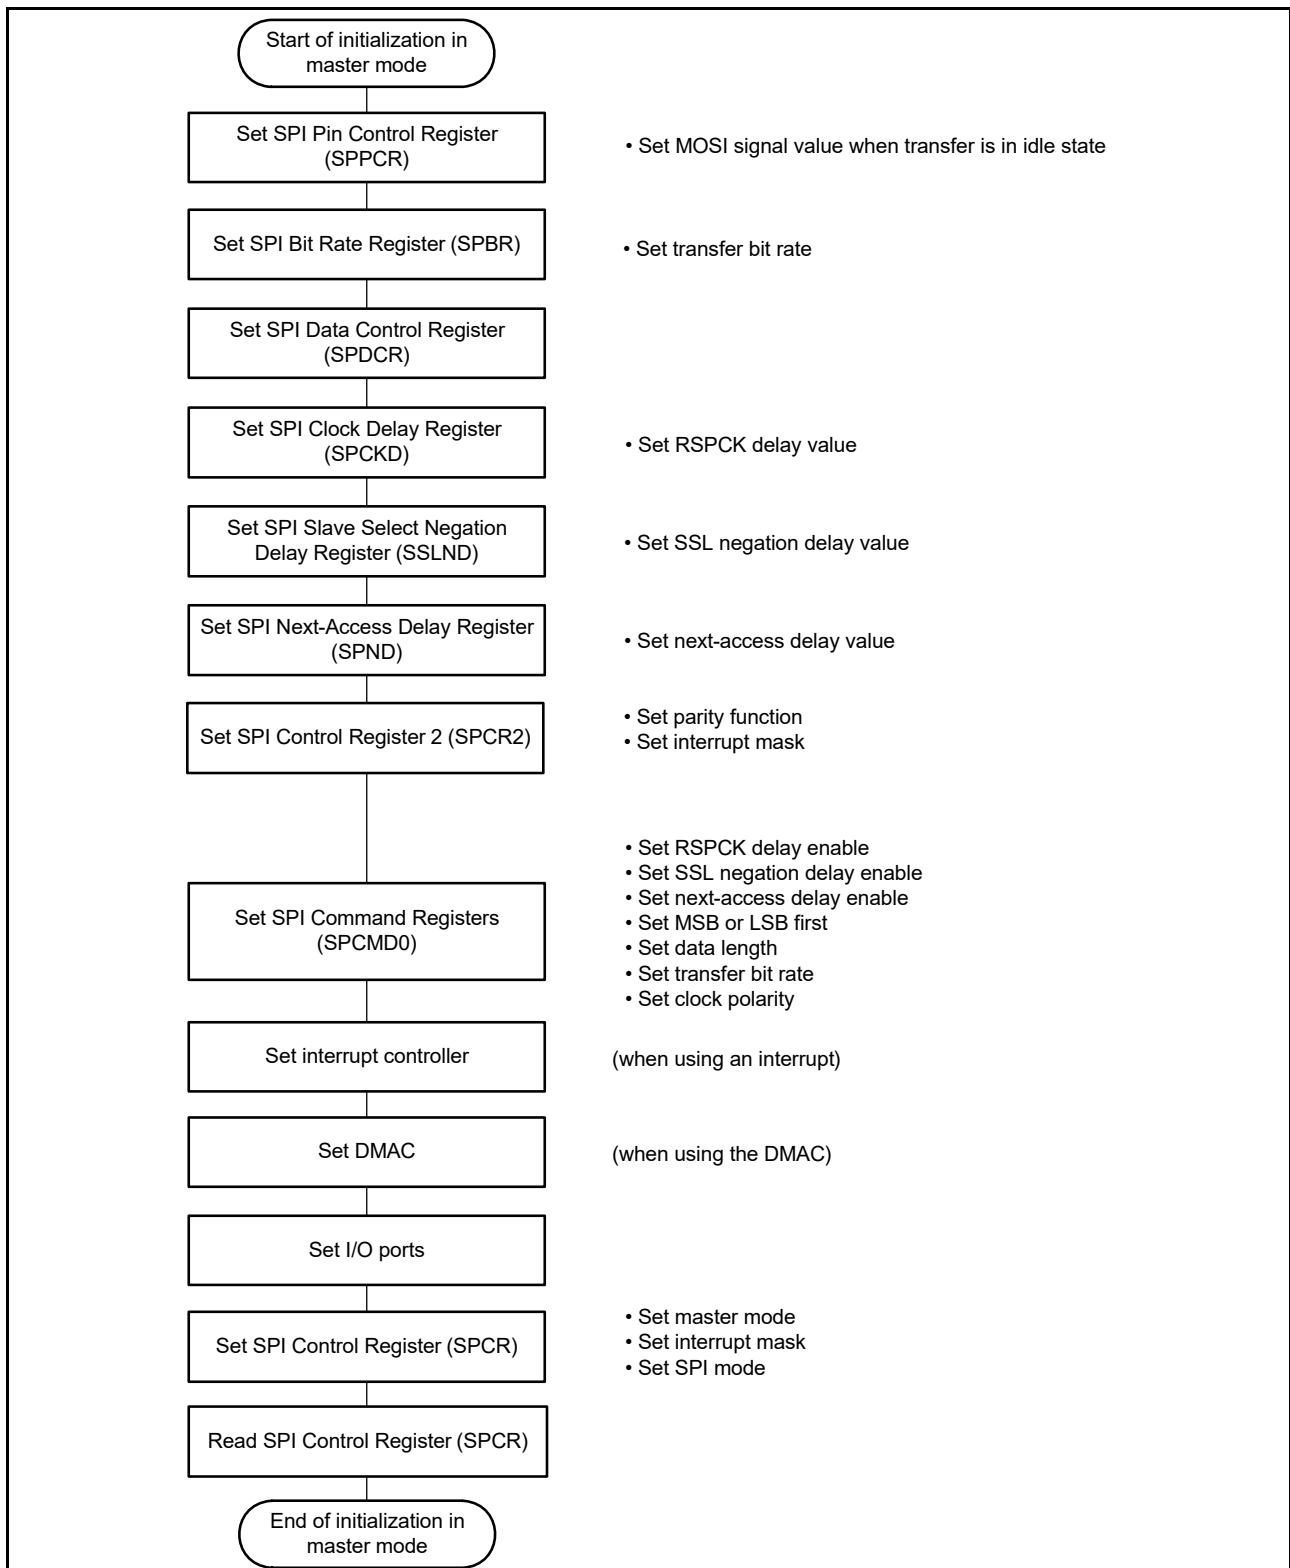 Start of initialization in
master mode
Set SPI Pin Control Register
(SPPCR)
• Set MOSI signal value when transfer is in idle state
Set SPI Bit Rate Register (SPBR)
• Set transfer bit rate
Set SPI Data Control Register
(SPDCR)
Set SPI Clock Delay Register
(SPCKD)
• Set RSPCK delay value
Set SPI Slave Select Negation
Delay Register (SSLND)
• Set SSL negation delay value
Set SPI Next-Access Delay Register
(SPND)
• Set next-access delay value
Set SPI Control Register 2 (SPCR2)
• Set parity function
• Set interrupt mask
Set SPI Command Registers
(SPCMD0)
• Set RSPCK delay enable
• Set SSL negation delay enable
• Set next-access delay enable
• Set MSB or LSB first
• Set data length
• Set transfer bit rate
• Set clock polarity
Set interrupt controller
(when using an interrupt)
Set DMAC
(when using the DMAC)
Set I/O ports
Set SPI Control Register (SPCR)
• Set master mode
• Set interrupt mask
• Set SPI mode
Read SPI Control Register (SPCR)
End of initialization in
master mode